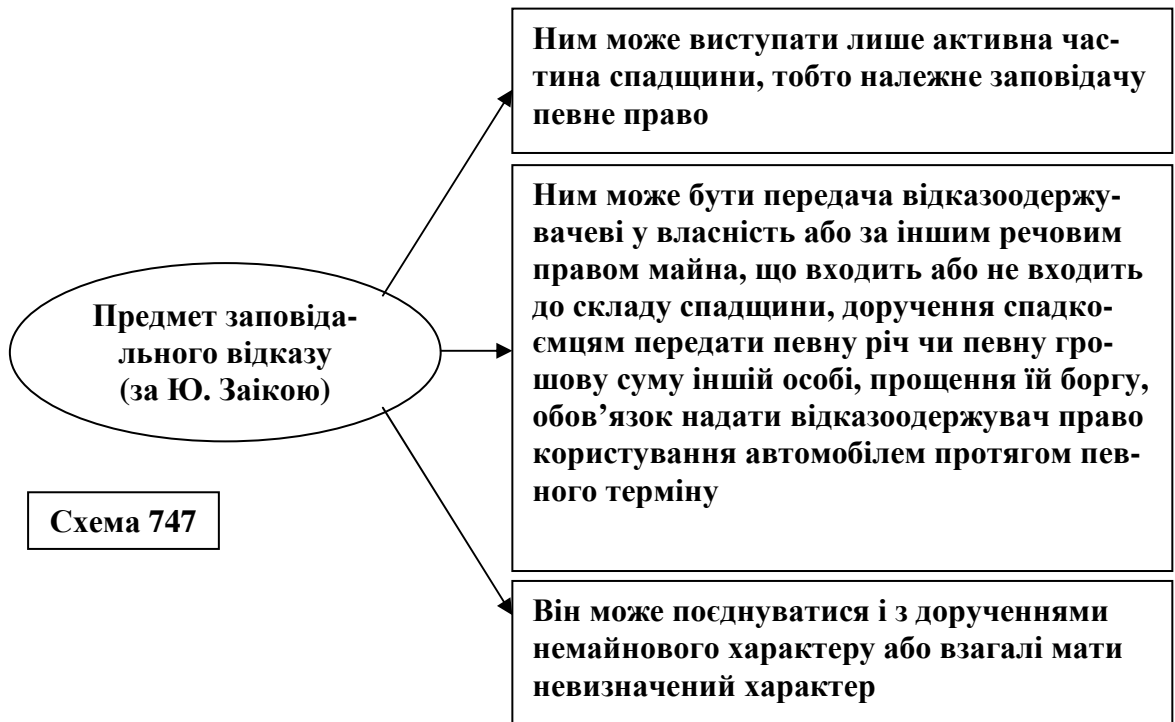 Ним може виступати лише активна час-
тина спадщини, тобто належне заповідачу
певне право
Ним може бути передача відказоодержу-
вачеві у власність або за іншим речовим
правом майна, що входить або не входить
до складу спадщини, доручення спадко-
ємцям передати певну річ чи певну гро-
шову суму іншій особі, прощення їй боргу,
обов’язок надати відказоодержувач право
користування автомобілем протягом пев-
ного терміну
Предмет заповіда-
льного відказу
(за Ю. Заікою)
Схема 747
Він може поєднуватися і з дорученнями
немайнового характеру або взагалі мати
невизначений характер